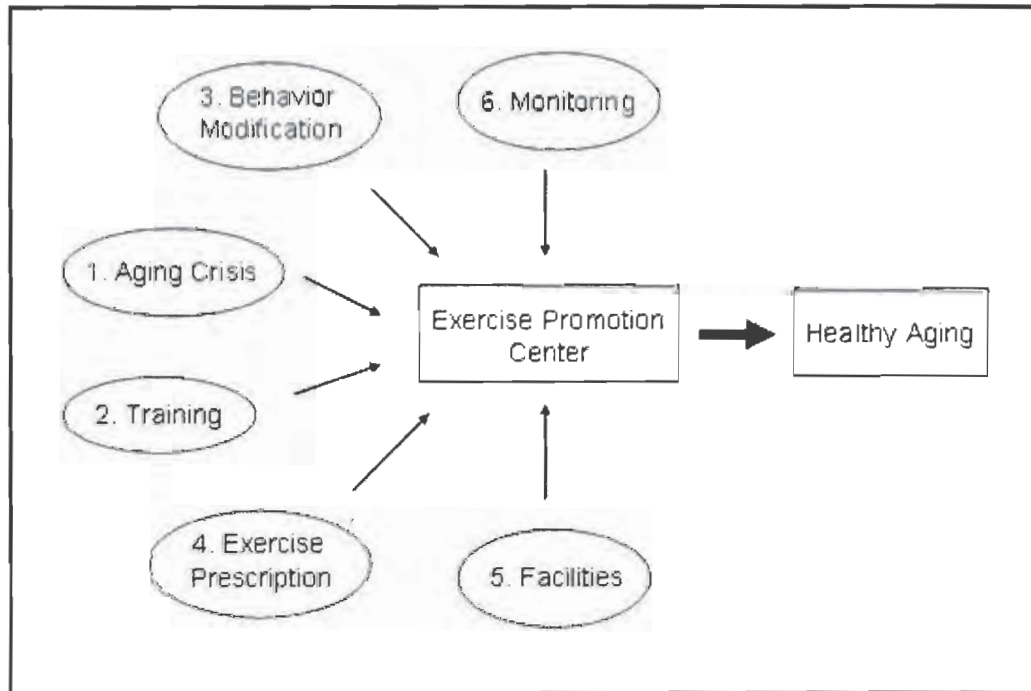 3. Behavior
Modification
6. Monitoring
1. Aging Crisis
Exercise Promotion
Center
Healthy Aging
2. Training
4. Exercise
Prescription
5. Facilities